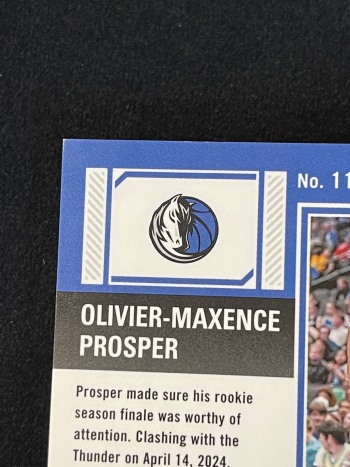 No. 11
OLIVIER-MAXENCE
PROSPER
Prosper made sure his rookie
season finale was worthy of
attention. Clashing with the
Thunder on April 14, 2024,